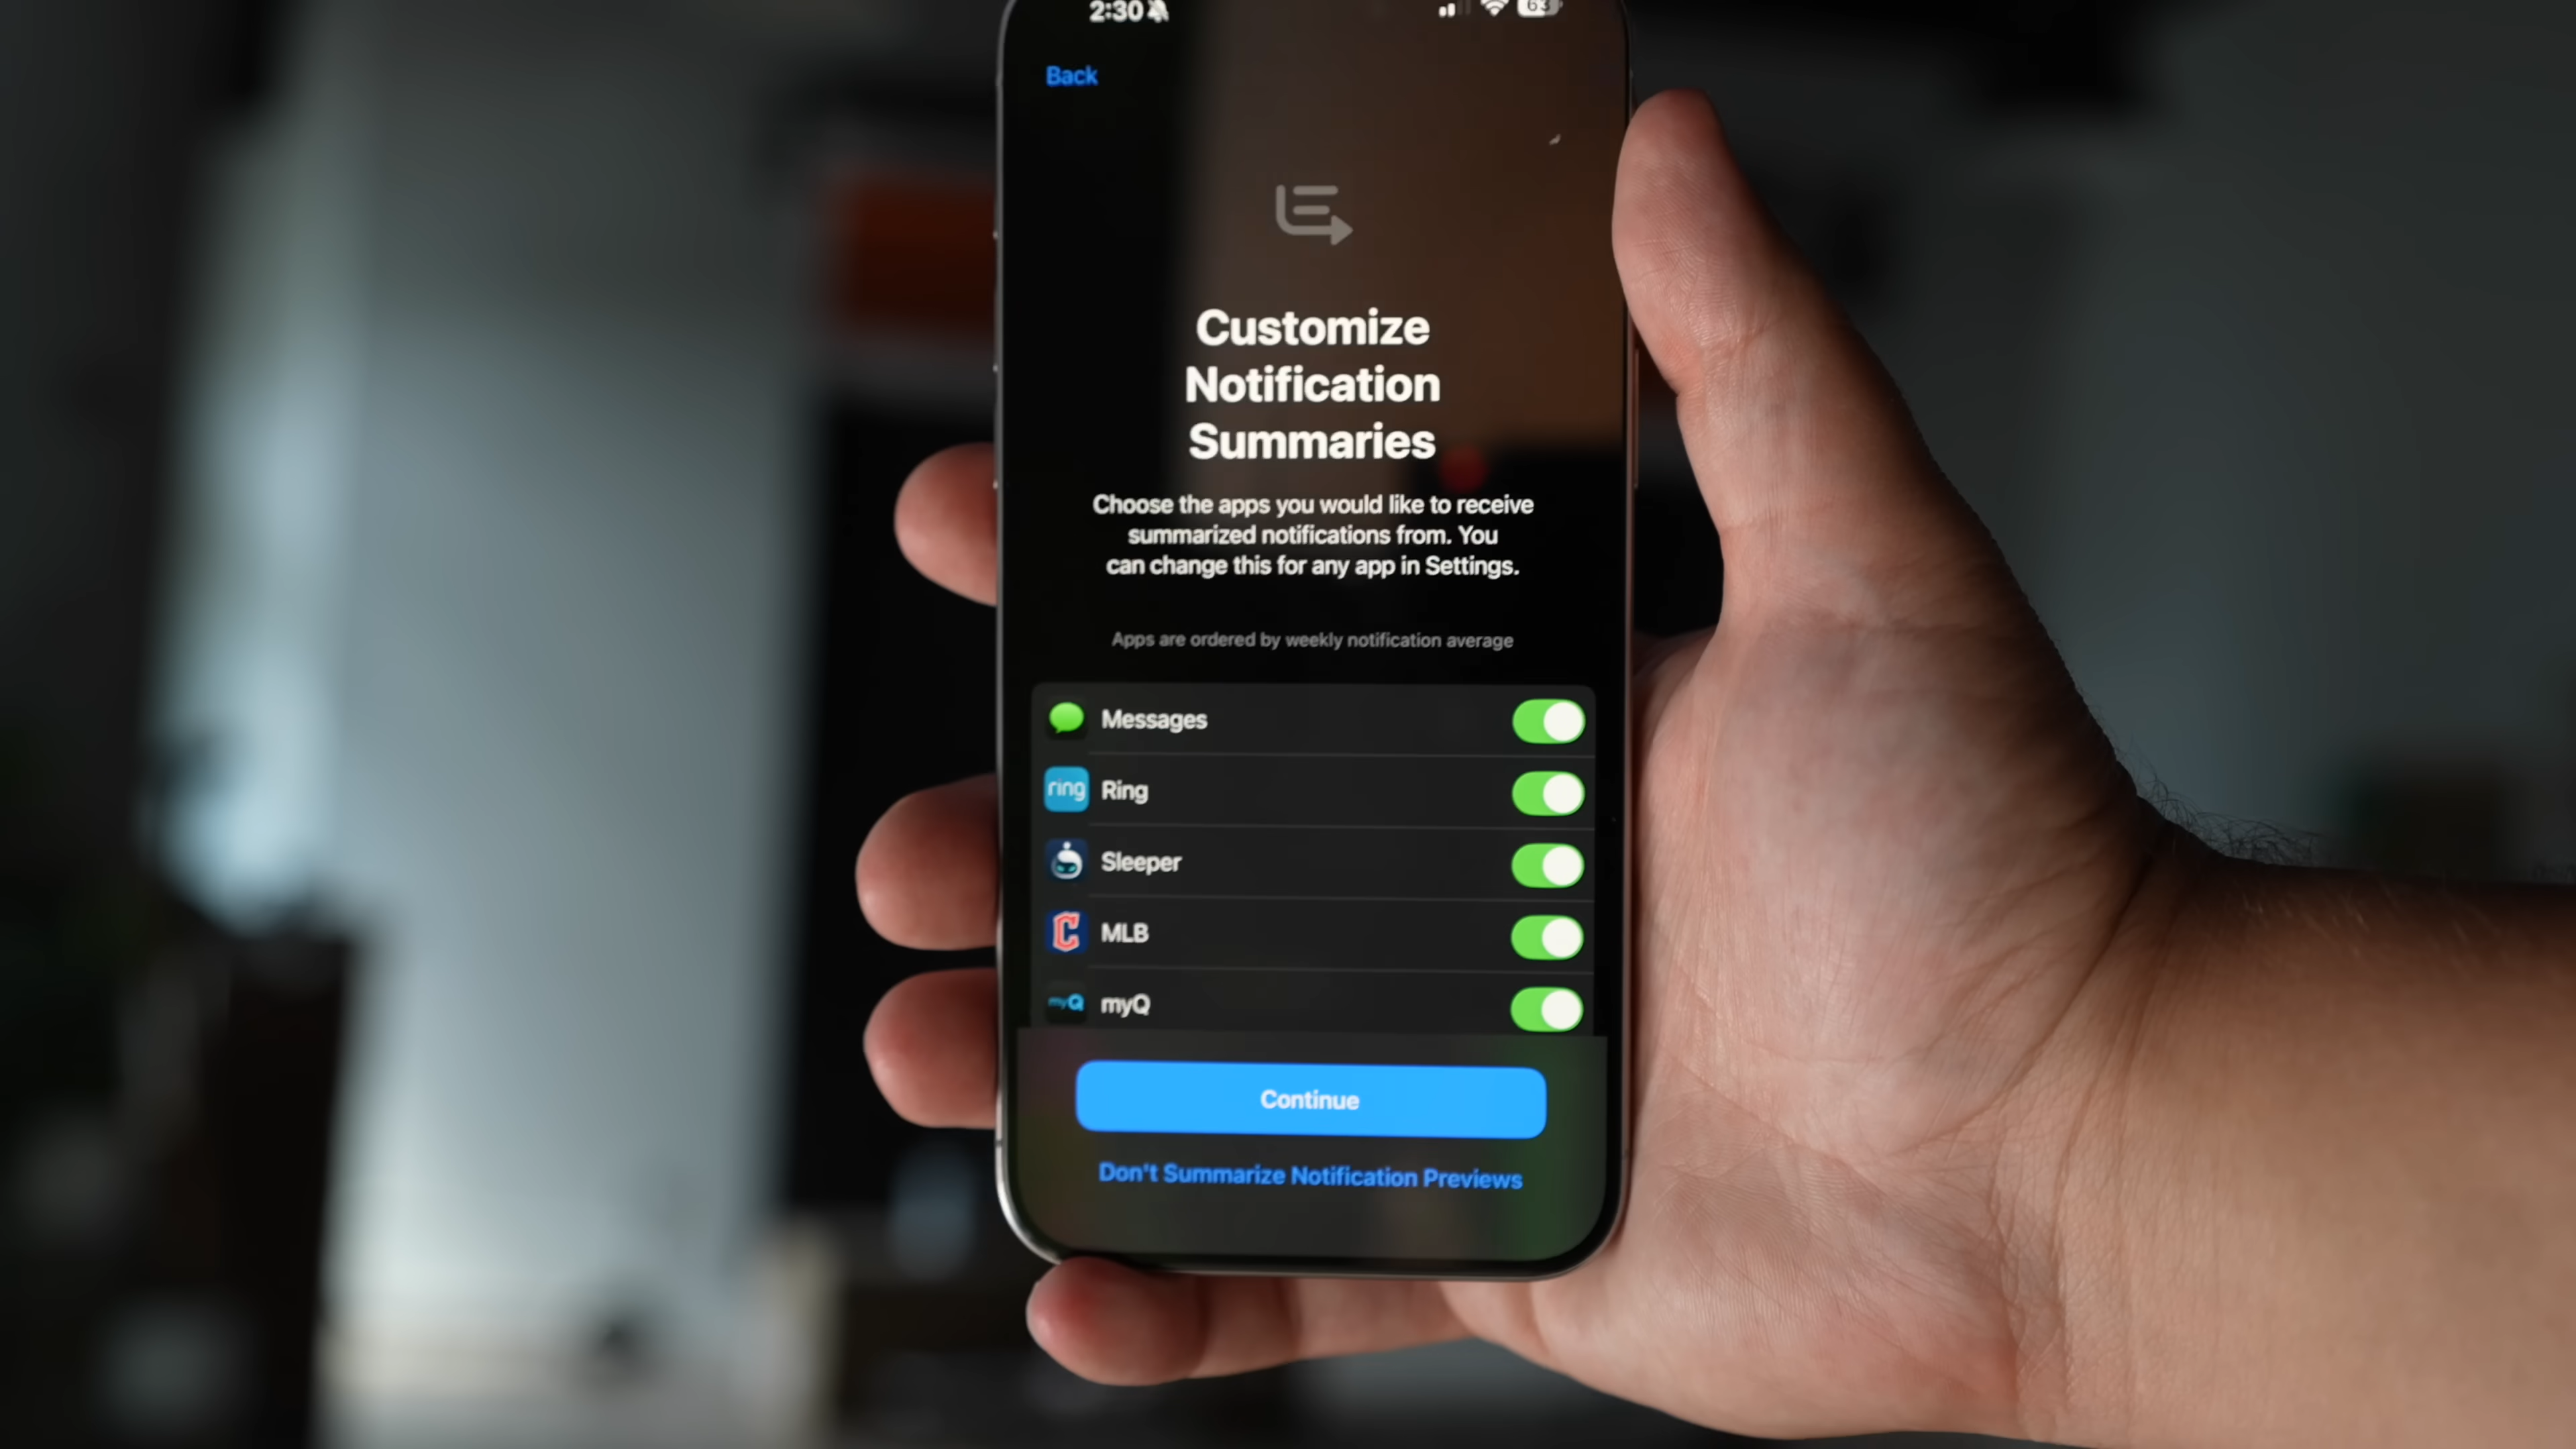 2:30
63
Back
Customize
Notification
Summaries
Choose the apps you would like to receive
summarized notifications from. You
can change this for any app in Settings.
Apps are ordered by weekly notification average
Messages
ring Ring
Sleeper
C MLB
myQ myQ
Continue
Don't Summarize Notification Previews